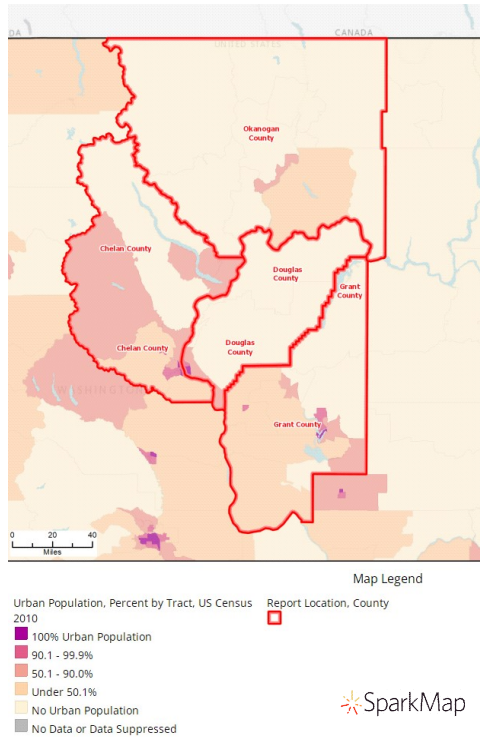 DA
CANADA
UNITED STATES
Okanogan
County
Chelan County
Douglas
County
Grant
County
Chelan County
Douglas
County
WASHINGTON
Grant County
0 20 40
Miles
Map Legend
Urban Population, Percent by Tract, US Census
2010
Report Location, County
100% Urban Population
90.1 - 99.9%
50.1 - 90.0%
Under 50.1%
No Urban Population
No Data or Data Suppressed
SparkMap